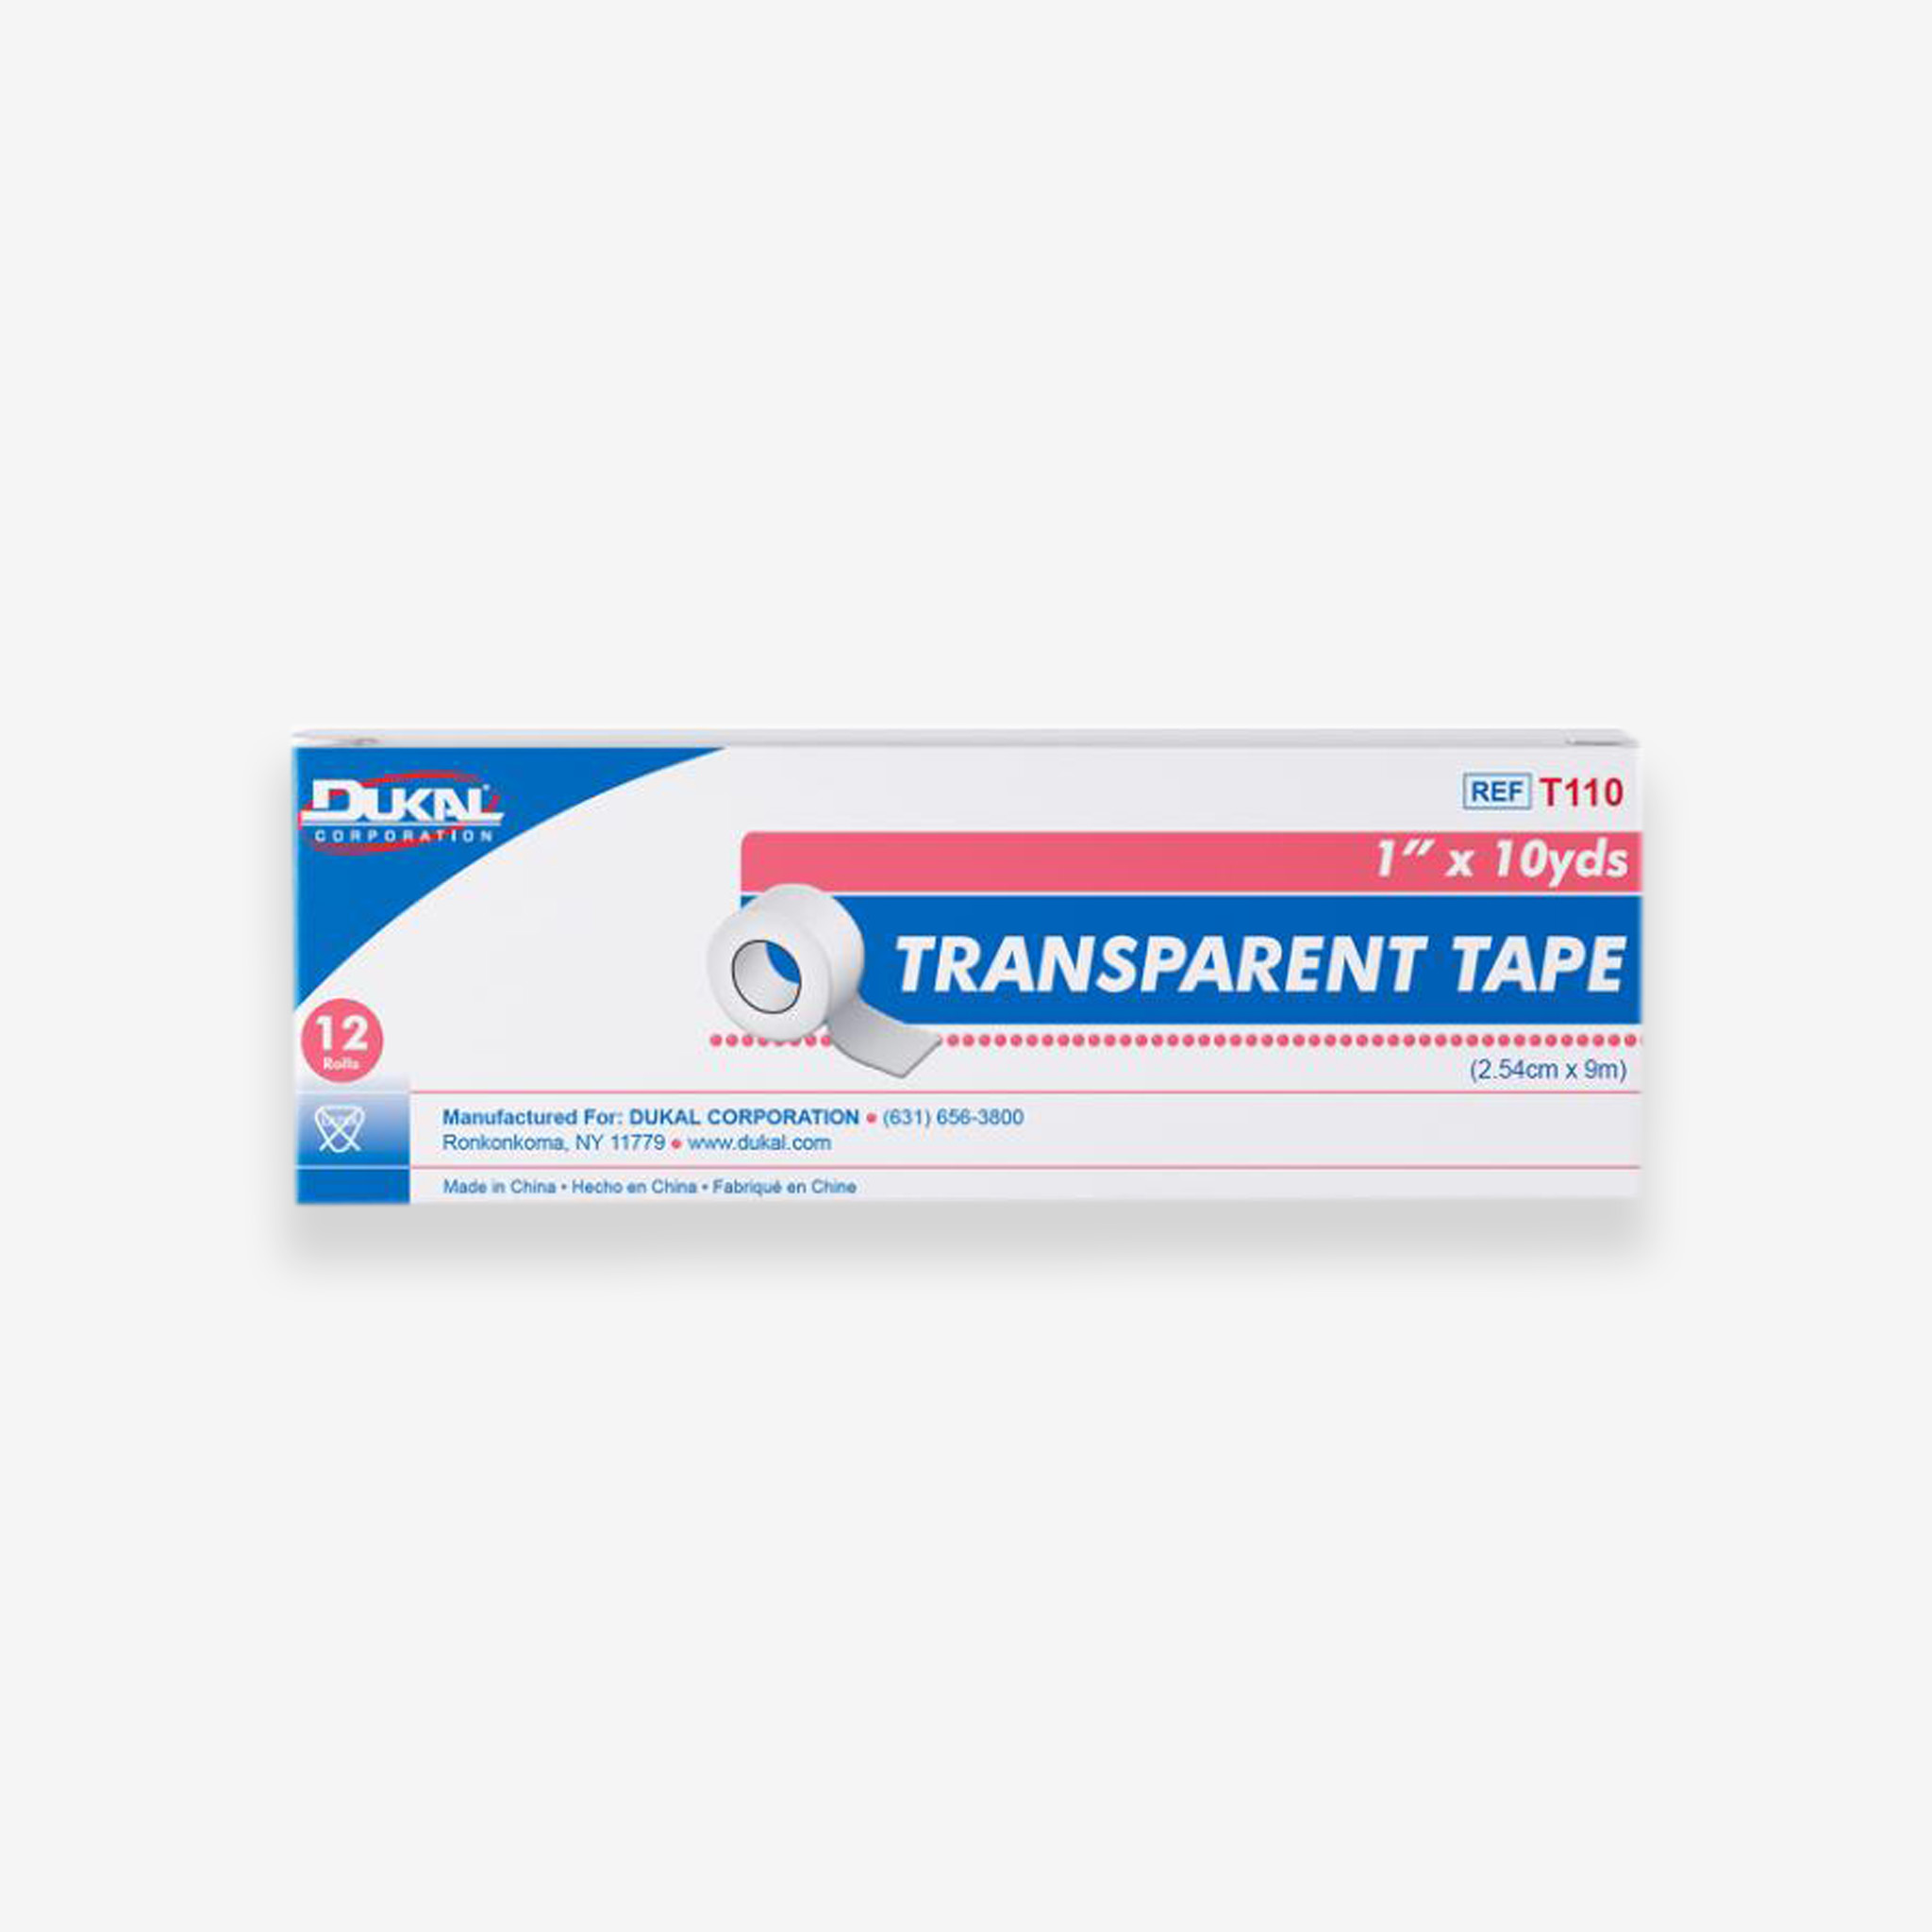 DUKAL®
CORPORATION
REF T110
1" x 10yds
TRANSPARENT TAPE
(2.54cm x 9m)
12
Rolls
Manufactured For: DUKAL CORPORATION • (631) 656-3800
Ronkonkoma, NY 11779 • www.dukal.com
Made in China • Hecho en China • Fabriqué en Chine